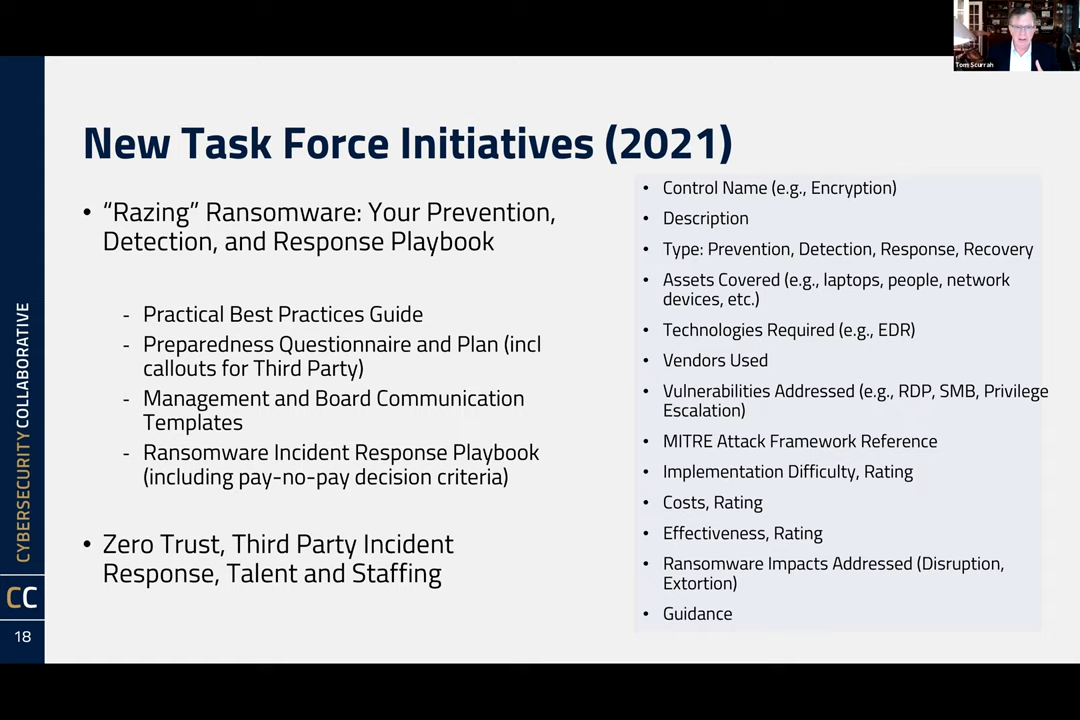 Tom Scurrah
New Task Force Initiatives (2021)
• “Razing” Ransomware: Your Prevention,
Detection, and Response Playbook
- Practical Best Practices Guide
- Preparedness Questionnaire and Plan (incl
callouts for Third Party)
- Management and Board Communication
Templates
- Ransomware Incident Response Playbook
(including pay-no-pay decision criteria)
• Zero Trust, Third Party Incident
Response, Talent and Staffing
• Control Name (e.g., Encryption)
• Description
• Type: Prevention, Detection, Response, Recovery
• Assets Covered (e.g., laptops, people, network
devices, etc.)
• Technologies Required (e.g., EDR)
• Vendors Used
• Vulnerabilities Addressed (e.g., RDP, SMB, Privilege
Escalation)
• MITRE Attack Framework Reference
• Implementation Difficulty, Rating
• Costs, Rating
• Effectiveness, Rating
• Ransomware Impacts Addressed (Disruption,
Extortion)
• Guidance
CYBERSECURITY COLLABORATIVE
CC
18